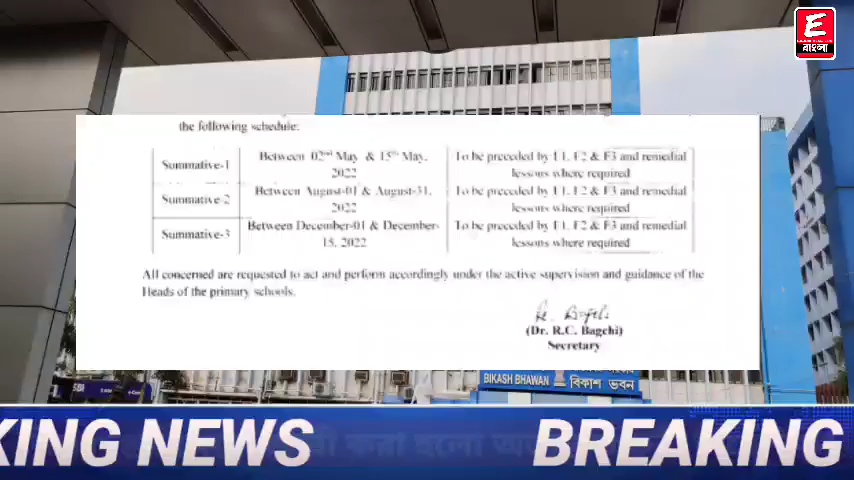 E
বাংলা
the following schedule:
Summative-1
Between 02nd May & 15th May,
2022
To be preceded by F1, F2 & F3 and remedial
lessons where required
Summative-2
Between August-01 & August-31,
2022
To be preceded by F1, F2 & F3 and remedial
lessons where required
Summative-3
Between December-01 & December-
15, 2022
To be preceded by F1, F2 & F3 and remedial
lessons where required
All concerned are requested to act and perform accordingly under the active supervision and guidance of the
Heads of the primary schools.
R.C. Bagchi
(Dr. R.C. Bagchi)
Secretary
BIKASH BHAWAN বিকাশ ভবন
KING NEWS করা হলো BREAKING